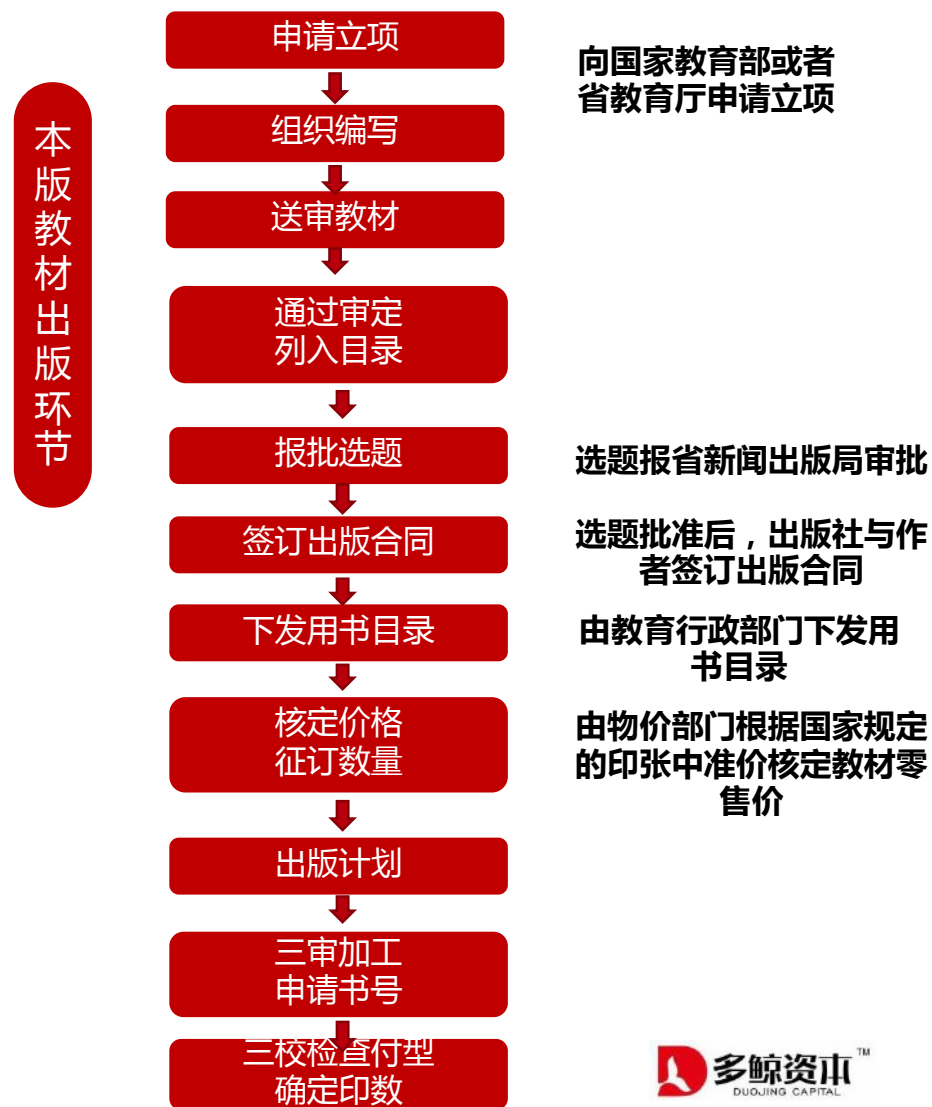 本版教材出版环节
申请立项
向国家教育部或者
省教育厅申请立项
组织编写
送审教材
通过审定
列入目录
报批选题
选题报省新闻出版局审批
签订出版合同
选题批准后，出版社与作
者签订出版合同
下发用书目录
由教育行政部门下发用
书目录
核定价格
征订数量
由物价部门根据国家规定
的印张中准价核定教材零
售价
出版计划
三审加工
申请书号
三校检查付型
确定印数
多鲸资本™
DUOJING CAPITAL